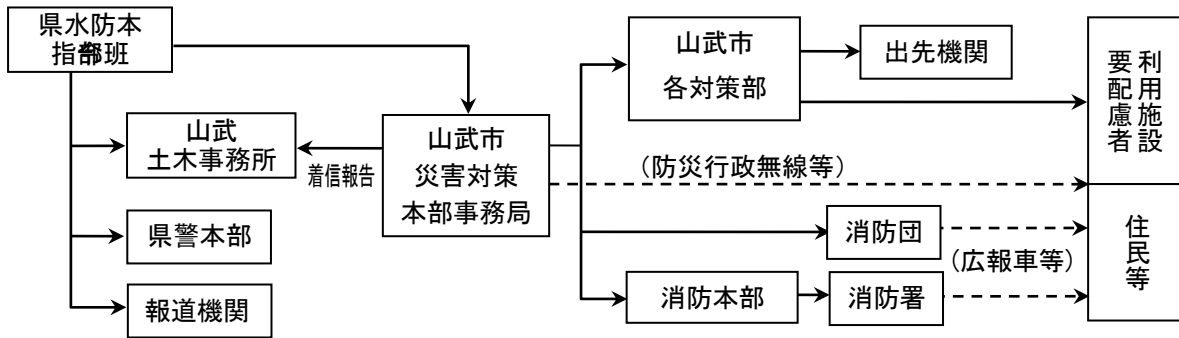 県水防本部
指令班
山武
土木事務所
県警本部
報道機関
着信報告
山武市
災害対策
本部事務局
山武市
各対策部
出先機関
（防災行政無線等）
消防団
（広報車等）
消防本部
消防署
要配慮者
利用施設
住民等